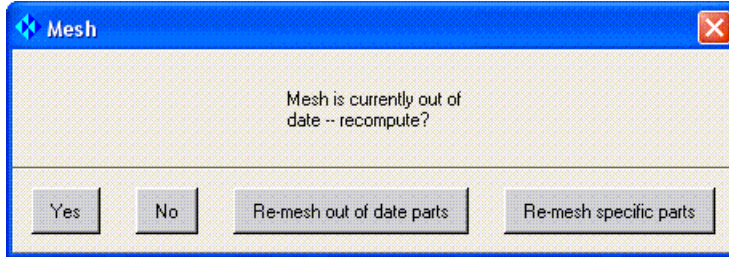 Mesh
Mesh is currently out of
date -- recompute?
Yes No Re-mesh out of date parts Re-mesh specific parts